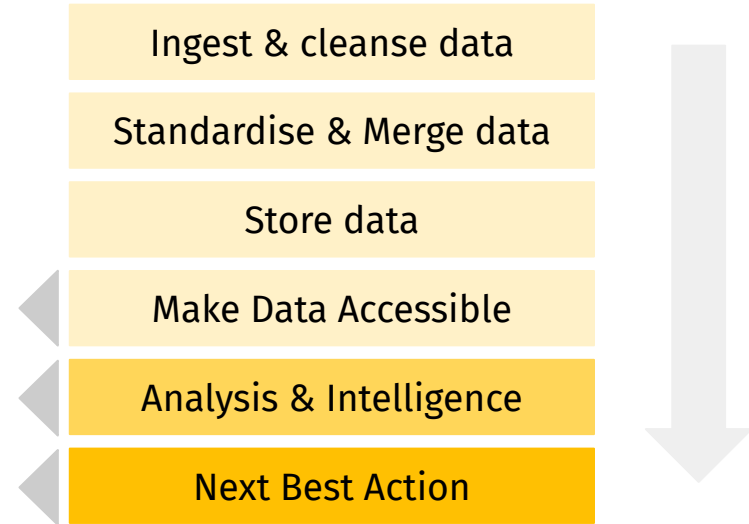 Ingest & cleanse data
Standardise & Merge data
Store data
Make Data Accessible
Analysis & Intelligence
Next Best Action